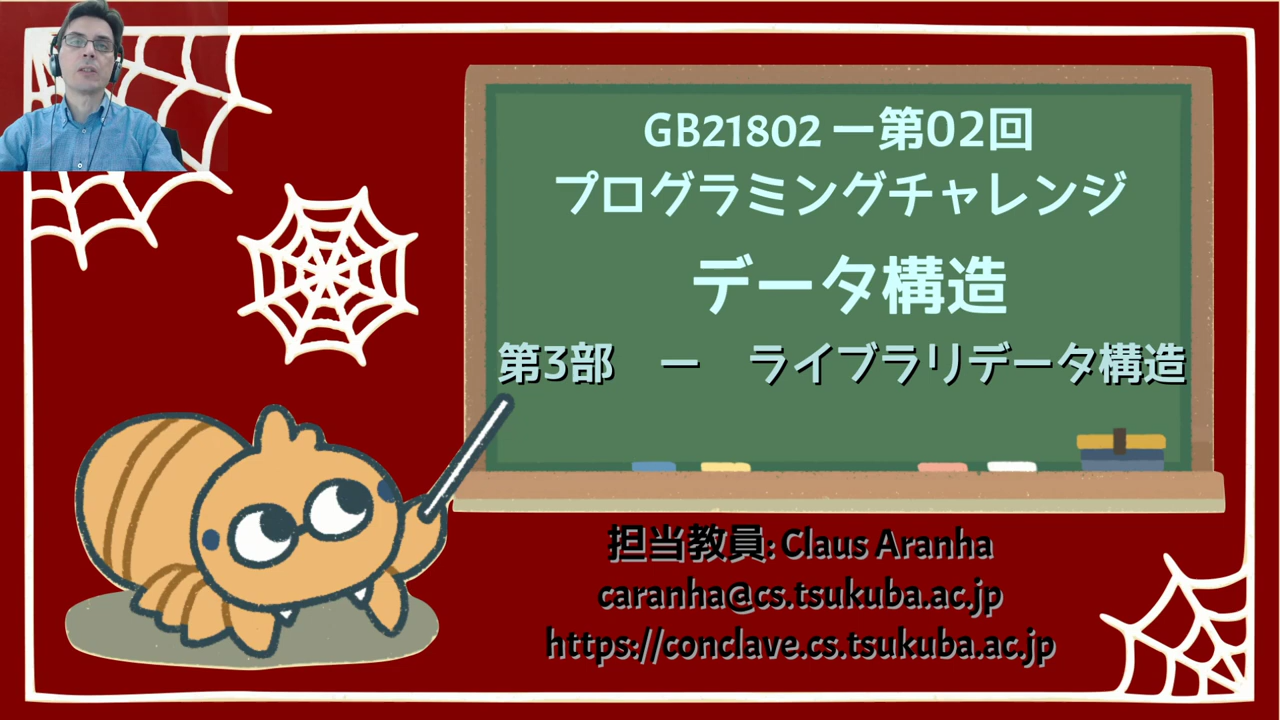 GB21802 ー第02回
プログラミングチャレンジ
データ構造
第3部　ー　ライブラリデータ構造
担当教員: Claus Aranha
caranha@cs.tsukuba.ac.jp
https://conclave.cs.tsukuba.ac.jp